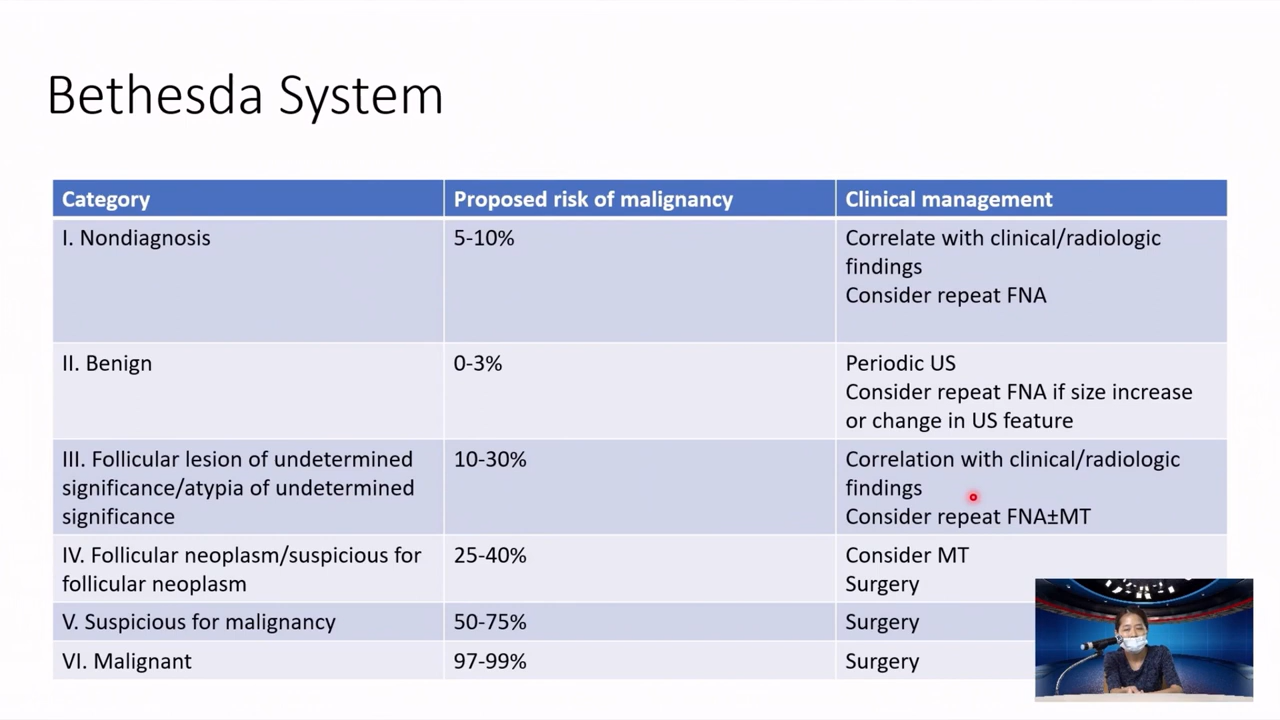 Bethesda System
Category
Proposed risk of malignancy
Clinical management
I. Nondiagnosis
5-10%
Correlate with clinical/radiologic
findings
Consider repeat FNA
II. Benign
0-3%
Periodic US
Consider repeat FNA if size increase
or change in US feature
III. Follicular lesion of undetermined
significance/atypia of undetermined
significance
10-30%
Correlation with clinical/radiologic
findings
Consider repeat FNA±MT
IV. Follicular neoplasm/suspicious for
follicular neoplasm
25-40%
Consider MT
Surgery
V. Suspicious for malignancy
50-75%
Surgery
VI. Malignant
97-99%
Surgery